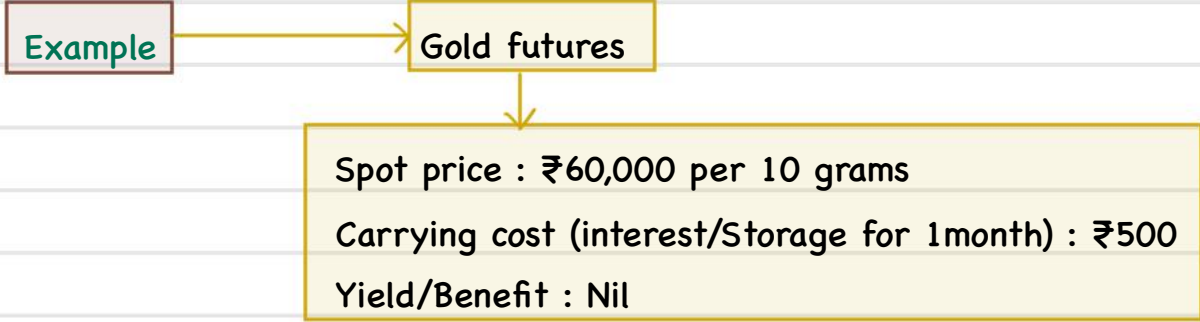 Example
Gold futures
Spot price : ₹60,000 per 10 grams
Carrying cost (interest/Storage for 1month) : ₹500
Yield/Benefit : Nil